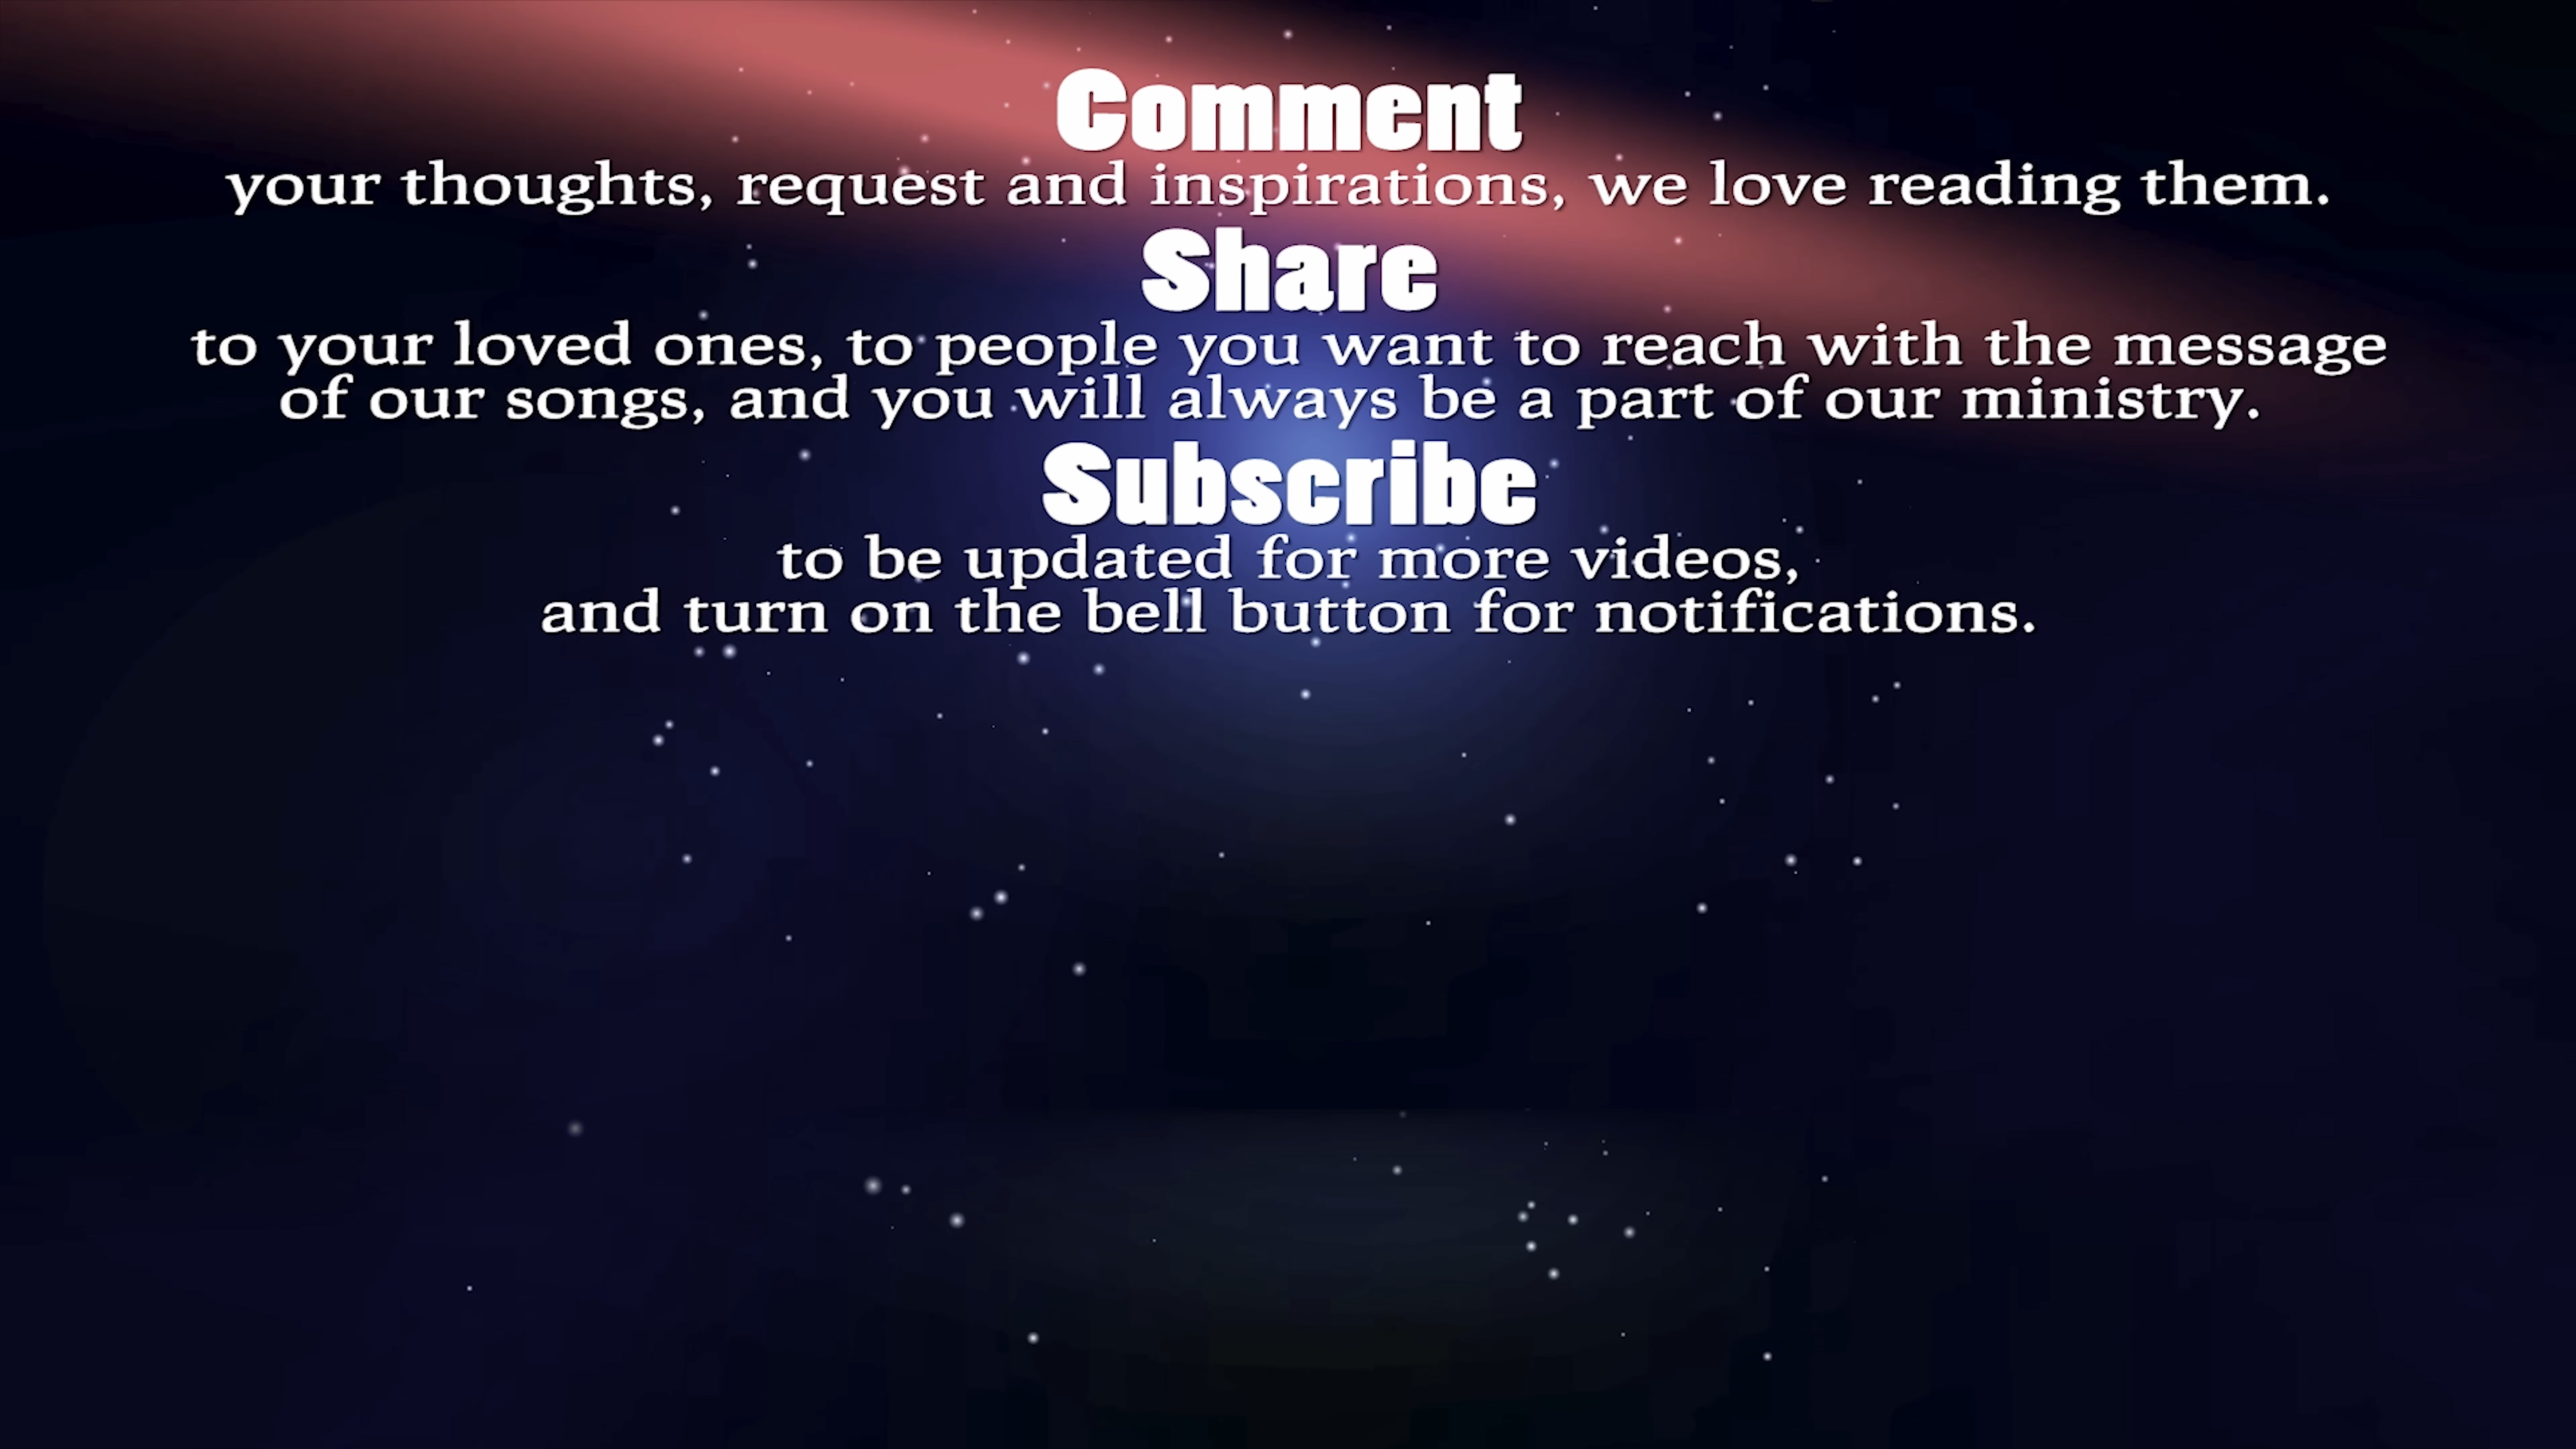 Comment
your thoughts, request and inspirations, we love reading them.
Share
to your loved ones, to people you want to reach with the message
of our songs, and you will always be a part of our ministry.
Subscribe
to be updated for more videos,
and turn on the bell button for notifications.